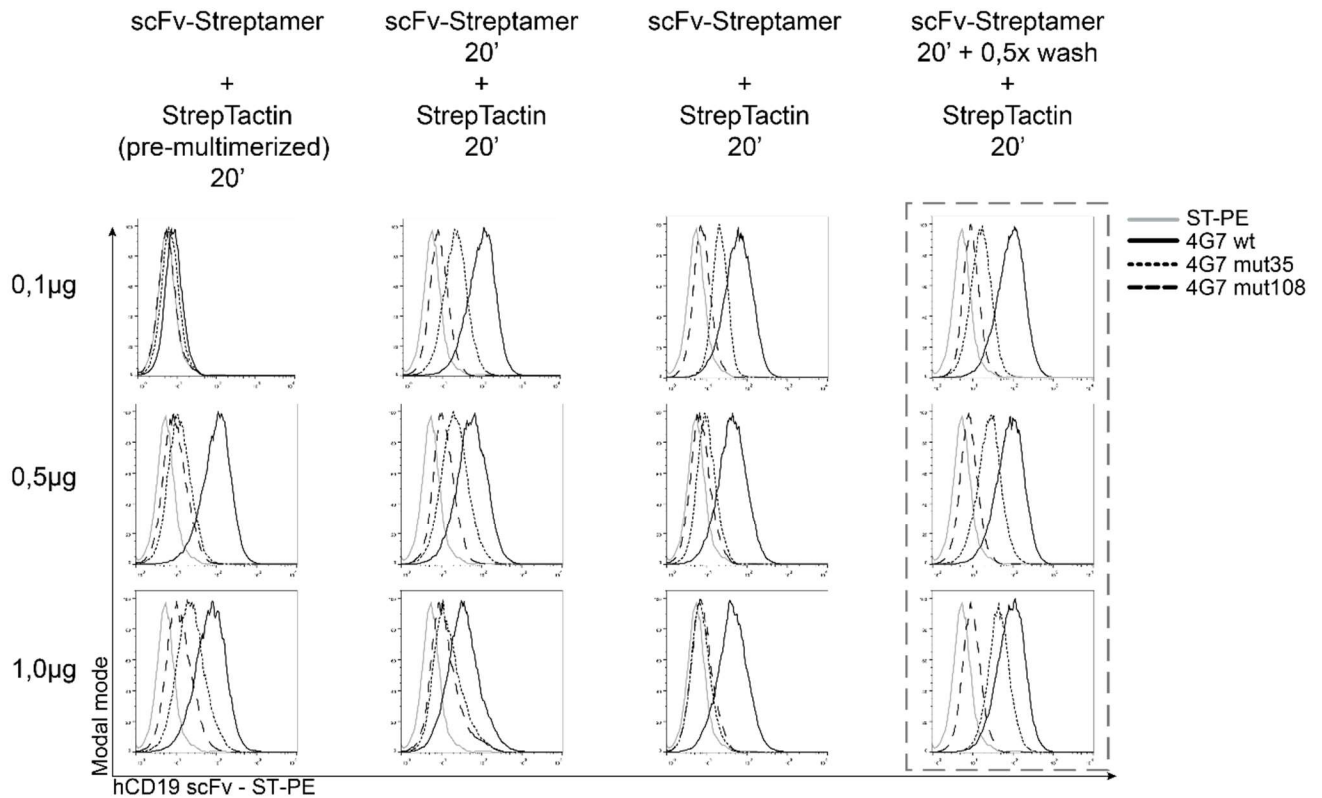 scFv-Streptamer
+
StrepTactin
(pre-multimerized)
20'
scFv-Streptamer
20'
+
StrepTactin
20'
scFv-Streptamer
+
StrepTactin
20'
scFv-Streptamer
20' + 0,5x wash
+
StrepTactin
20'
ST-PE
4G7 wt
4G7 mut35
4G7 mut108
0,1µg
0,5µg
1,0µg
Modal mode
hCD19 scFv - ST-PE